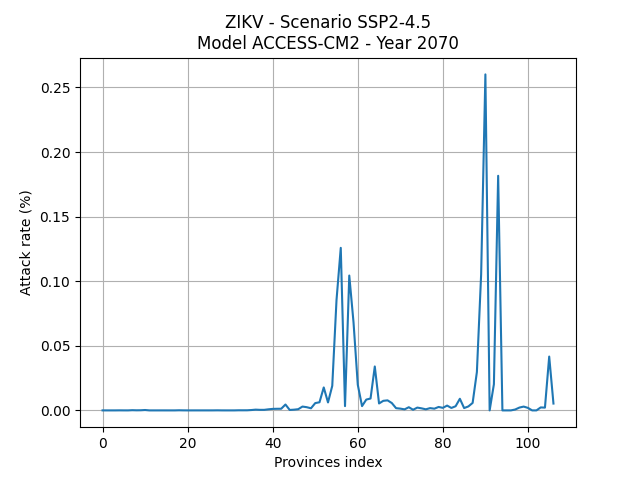 ZIKV - Scenario SSP2-4.5
Model ACCESS-CM2 - Year 2070
0.25
0.20
0.15
0.10
0.05
0.00
Attack rate (%)
0 20 40 60 80 100
Provinces index